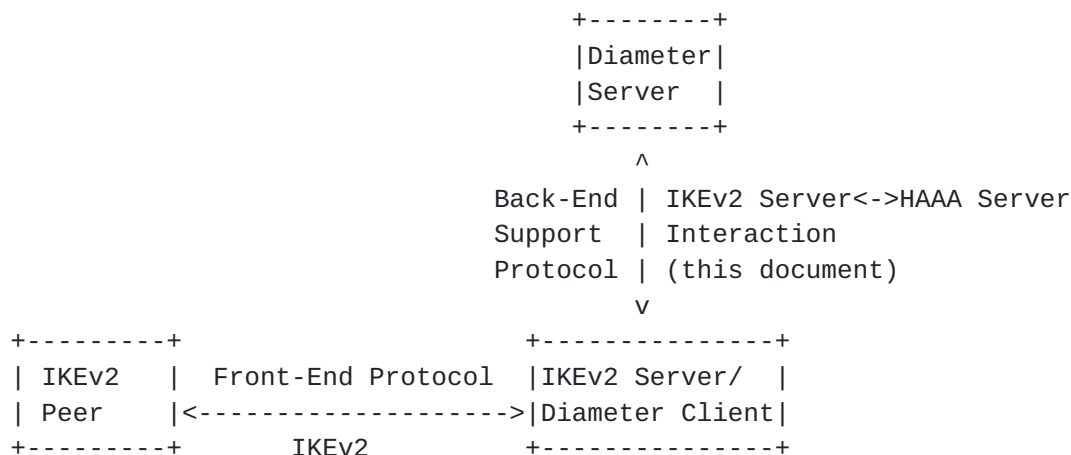 +--------+
|Diameter|
|Server  |
+--------+
^
Back-End | IKEv2 Server<->HAAA Server
Support  | Interaction
Protocol | (this document)
v
+---------+                      +---------------+
| IKEv2   |  Front-End Protocol  |IKEv2 Server/  |
| Peer    |<-------------------->|Diameter Client|
+---------+       IKEv2          +---------------+